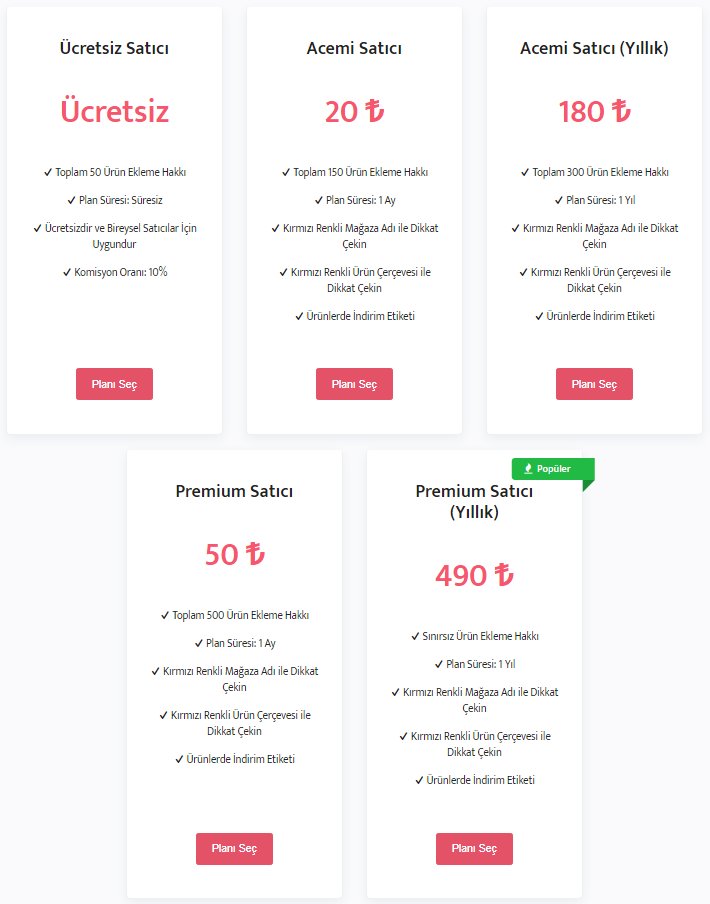 Ücretsiz Satıcı
Ücretsiz
✓ Toplam 50 Ürün Ekleme Hakkı
✓ Plan Süresi: Süresiz
✓ Ücretsizdir ve Bireysel Satıcılar İçin
Uygundur
✓ Komisyon Oranı: 10%
Planı Seç
Acemi Satıcı
20 ₺
✓ Toplam 150 Ürün Ekleme Hakkı
✓ Plan Süresi: 1 Ay
✓ Kırmızı Renkli Mağaza Adı ile Dikkat
Çekin
✓ Kırmızı Renkli Ürün Çerçevesi ile
Dikkat Çekin
✓ Ürünlerde İndirim Etiketi
Planı Seç
Acemi Satıcı (Yıllık)
180 ₺
✓ Toplam 300 Ürün Ekleme Hakkı
✓ Plan Süresi: 1 Yıl
✓ Kırmızı Renkli Mağaza Adı ile Dikkat
Çekin
✓ Kırmızı Renkli Ürün Çerçevesi ile
Dikkat Çekin
✓ Ürünlerde İndirim Etiketi
Planı Seç
Premium Satıcı
50 ₺
✓ Toplam 500 Ürün Ekleme Hakkı
✓ Plan Süresi: 1 Ay
✓ Kırmızı Renkli Mağaza Adı ile Dikkat
Çekin
✓ Kırmızı Renkli Ürün Çerçevesi ile
Dikkat Çekin
✓ Ürünlerde İndirim Etiketi
Planı Seç
Popüler
Premium Satıcı
(Yıllık)
490 ₺
✓ Sınırsız Ürün Ekleme Hakkı
✓ Plan Süresi: 1 Yıl
✓ Kırmızı Renkli Mağaza Adı ile Dikkat
Çekin
✓ Kırmızı Renkli Ürün Çerçevesi ile
Dikkat Çekin
✓ Ürünlerde İndirim Etiketi
Planı Seç